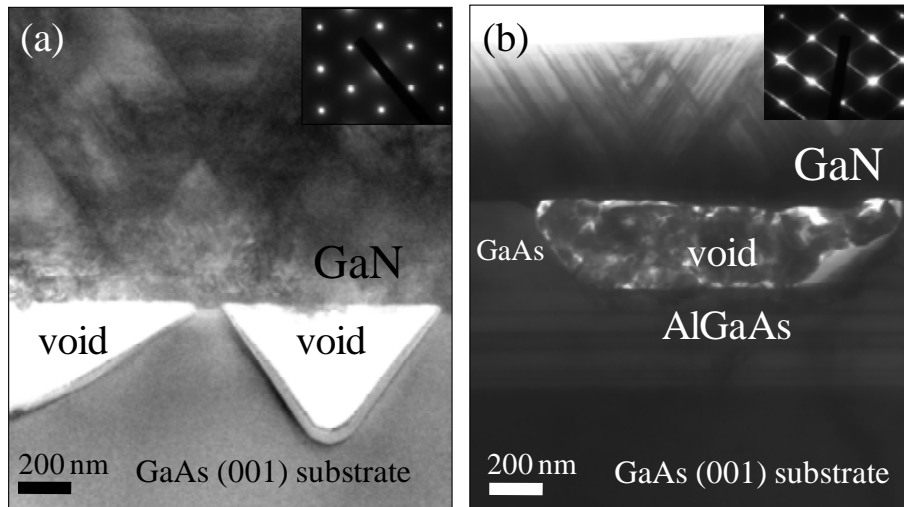 (a)
GaN
void
void
200 nm
GaAs (001) substrate
(b)
GaN
GaAs
void
AlGaAs
200 nm
GaAs (001) substrate